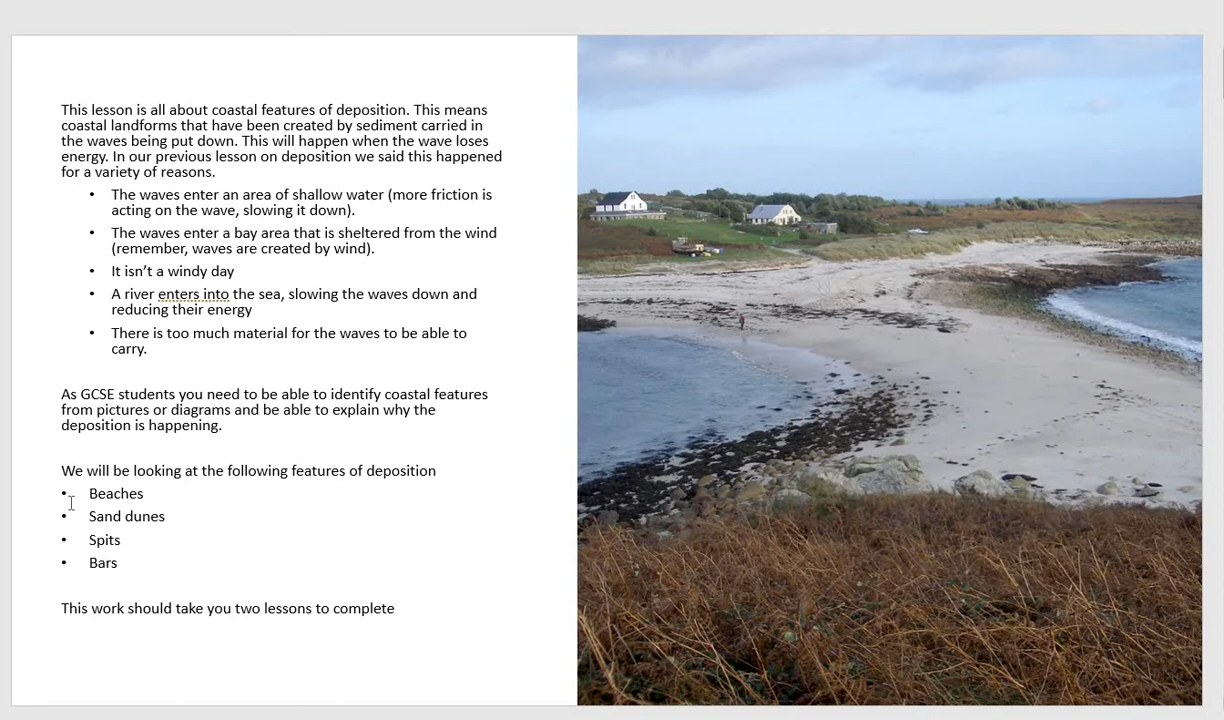 This lesson is all about coastal features of deposition. This means
coastal landforms that have been created by sediment carried in
the waves being put down. This will happen when the wave loses
energy. In our previous lesson on deposition we said this happened
for a variety of reasons.
• The waves enter an area of shallow water (more friction is
acting on the wave, slowing it down).
• The waves enter a bay area that is sheltered from the wind
(remember, waves are created by wind).
• It isn’t a windy day
• A river enters into the sea, slowing the waves down and
reducing their energy
• There is too much material for the waves to be able to
carry.
As GCSE students you need to be able to identify coastal features
from pictures or diagrams and be able to explain why the
deposition is happening.
We will be looking at the following features of deposition
• Beaches
• Sand dunes
• Spits
• Bars
This work should take you two lessons to complete